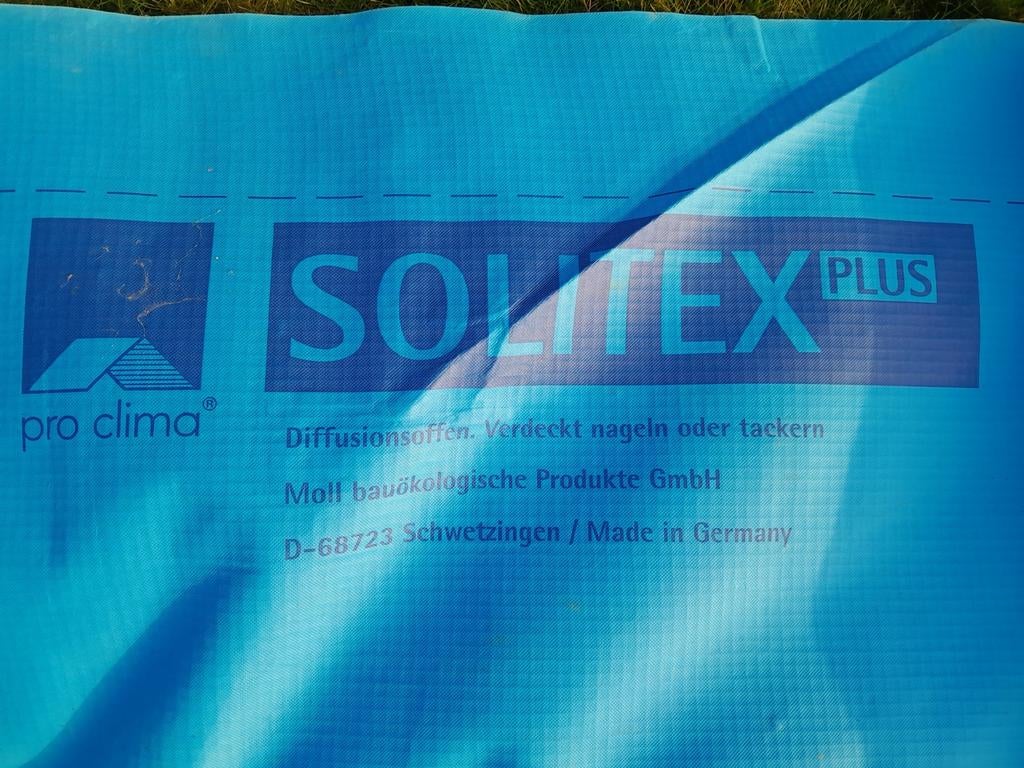 SOLITEX PLUS
pro clima®
Diffusionsoffen. Verdeckt nageln oder tackern
Moll bauökologische Produkte GmbH
D-68723 Schwetzingen / Made in Germany